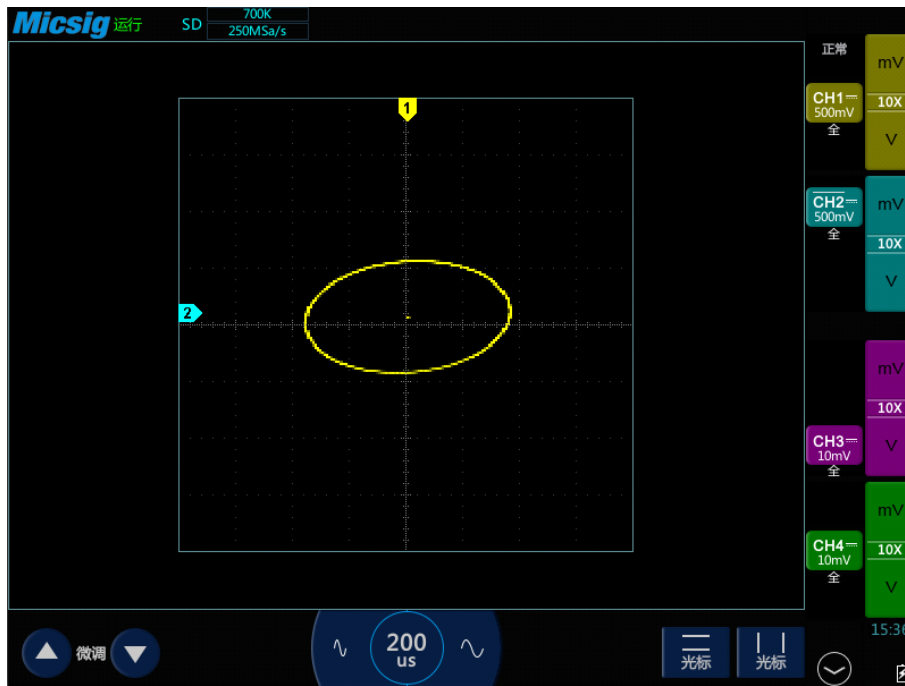 Micsig 运行 SD 700K
250MSa/s
正常
mV
CH1
500mV
10X
全
V
1
mV
CH2
500mV
全
10X
V
2
mV
10X
CH3
10mV
V
全
mV
CH4
10mV
10X
全
V
15:36
微调
200
us
光标
光标